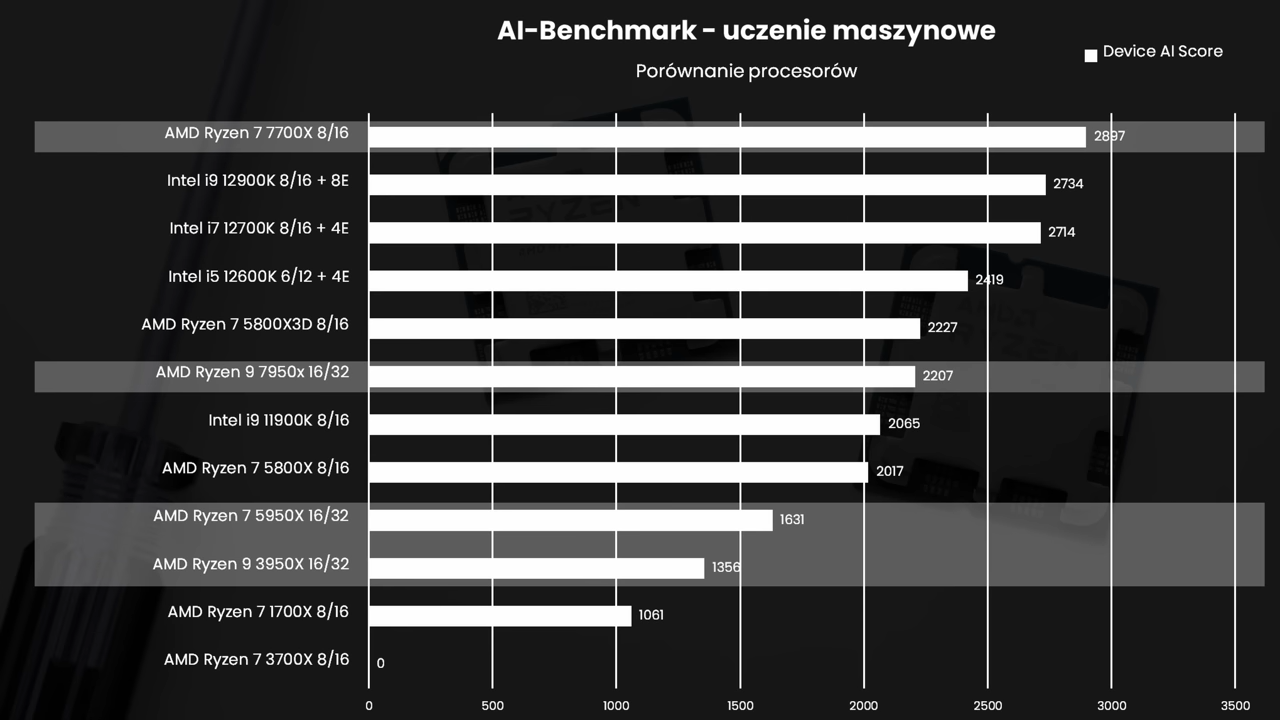 AI-Benchmark - uczenie maszynowe
Device AI Score
Porównanie procesorów
AMD Ryzen 7 7700X 8/16 2897
Intel i9 12900K 8/16 + 8E 2734
Intel i7 12700K 8/16 + 4E 2714
Intel i5 12600K 6/12 + 4E 2419
AMD Ryzen 7 5800X3D 8/16 2227
AMD Ryzen 9 7950x 16/32 2207
Intel i9 11900K 8/16 2065
AMD Ryzen 7 5800X 8/16 2017
AMD Ryzen 7 5950X 16/32 1631
AMD Ryzen 9 3950X 16/32 1356
AMD Ryzen 7 1700X 8/16 1061
AMD Ryzen 7 3700X 8/16 0
0 500 1000 1500 2000 2500 3000 3500